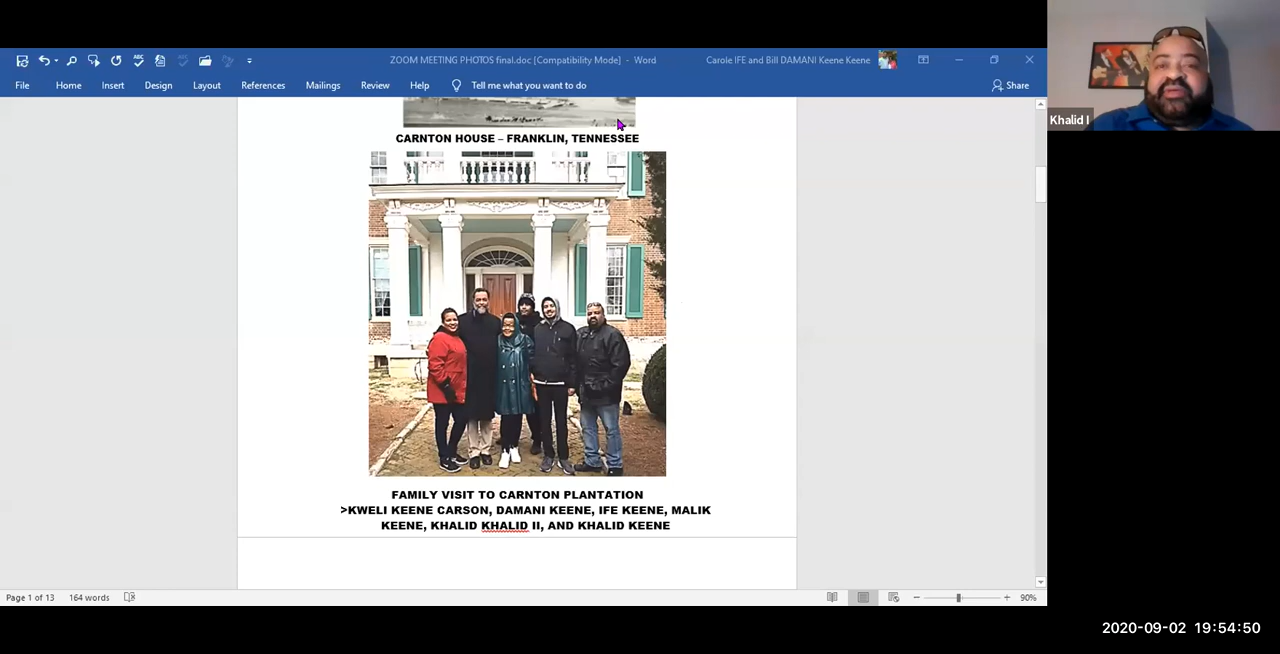 ZOOM MEETING PHOTOS final.doc [Compatibility Mode] - Word
Carole IFE and Bill DAMANI Keene Keene
File Home Insert Design Layout References Mailings Review Help Tell me what you want to do Share
Khalid I
CARNTON HOUSE – FRANKLIN, TENNESSEE
FAMILY VISIT TO CARNTON PLANTATION
>KWELI KEENE CARSON, DAMANI KEENE, IFE KEENE, MALIK
KEENE, KHALID KHALID II, AND KHALID KEENE
Page 1 of 13 164 words 90%
2020-09-02 19:54:50